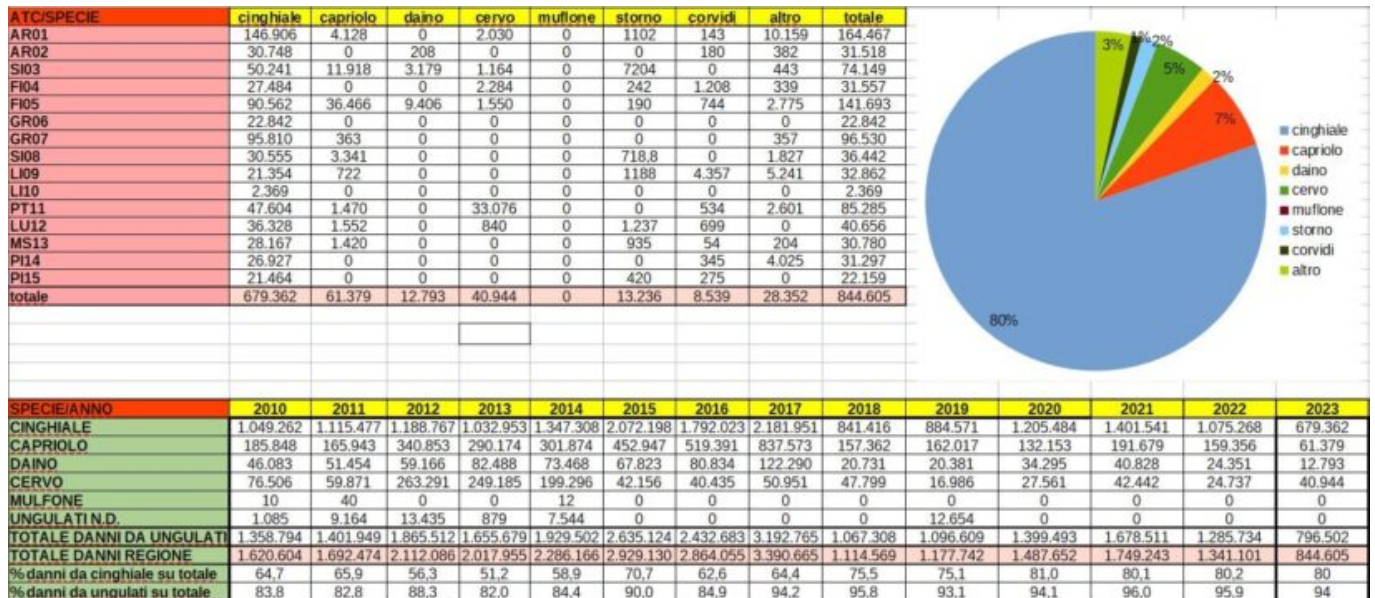 ATC/SPECIE cinghiale capriolo daino cervo muflone storno corvidi altro totale
AR01 146.906 4.128 0 2.030 0 1102 143 10.159 164.467
AR02 30.748 0 208 0 0 0 180 382 31.518
SI03 50.241 11.918 3.179 1.164 0 7204 0 443 74.149
FI04 27.484 0 0 2.284 0 242 1.208 339 31.557
FI05 90.562 36.466 9.406 1.550 0 190 744 2.775 141.693
GR06 22.842 0 0 0 0 0 0 0 22.842
GR07 95.810 363 0 0 0 0 0 357 96.530
SI08 30.555 3.341 0 0 0 718,8 0 1.827 36.442
LI09 21.354 722 0 0 0 1188 4.357 5.241 32.862
LI10 2.369 0 0 0 0 0 0 0 2.369
PT11 47.604 1.470 0 33.076 0 0 534 2.601 85.285
LU12 36.328 1.552 0 840 0 1.237 699 0 40.656
MS13 28.167 1.420 0 0 0 935 54 204 30.780
PI14 26.927 0 0 0 0 0 345 4.025 31.297
PI15 21.464 0 0 0 0 420 275 0 22.159
totale 679.362 61.379 12.793 40.944 0 13.236 8.539 28.352 844.605
3% 1% 2%
5% 2%
7%
80%
cinghiale
capriolo
daino
cervo
muflone
storno
corvidi
altro
SPECIE/ANNO 2010 2011 2012 2013 2014 2015 2016 2017 2018 2019 2020 2021 2022 2023
CINGHIALE 1.049.262 1.115.477 1.188.767 1.032.953 1.347.308 2.072.198 1.792.023 2.181.951 841.416 884.571 1.205.484 1.401.541 1.075.268 679.362
CAPRIOLO 185.848 165.943 340.853 290.174 301.874 452.947 519.391 837.573 157.362 162.017 132.153 191.679 159.356 61.379
DAINO 46.083 51.454 59.166 82.488 73.468 67.823 80.834 122.290 20.731 20.381 34.295 40.828 24.351 12.793
CERVO 76.506 59.871 263.291 249.185 199.296 42.156 40.435 50.951 47.799 16.986 27.561 42.442 24.737 40.944
MULFONE 10 40 0 0 12 0 0 0 0 0 0 0 0 0
UNGULATI N.D. 1.085 9.164 13.435 879 7.544 0 0 0 0 12.654 0 0 0 0
TOTALE DANNI DA UNGULATI 1.358.794 1.401.949 1.865.512 1.655.679 1.929.502 2.635.124 2.432.683 3.192.765 1.067.308 1.096.609 1.399.493 1.678.511 1.285.734 796.502
TOTALE DANNI REGIONE 1.620.604 1.692.474 2.112.086 2.017.955 2.286.166 2.929.130 2.864.055 3.390.665 1.114.569 1.177.742 1.487.652 1.749.243 1.341.101 844.605
% danni da cinghiale su totale 64,7 65,9 56,3 51,2 58,9 70,7 62,6 64,4 75,5 75,1 81,0 80,1 80,2 80
% danni da ungulati su totale 83,8 82,8 88,3 82,0 84,4 90,0 84,9 94,2 95,8 93,1 94,1 96,0 95,9 94